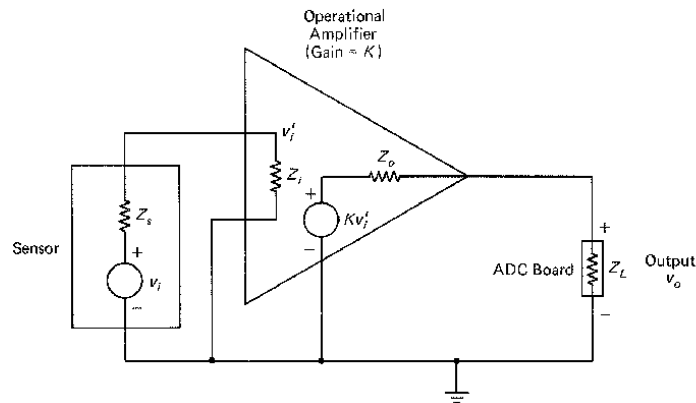 Operational
Amplifier
(Gain = K)
v_i'
Z_o
Z_i
Z_s
+
+
Kv_i'
+
Sensor
−
ADC Board
Z_L
Output
v_i
v_o
−
−